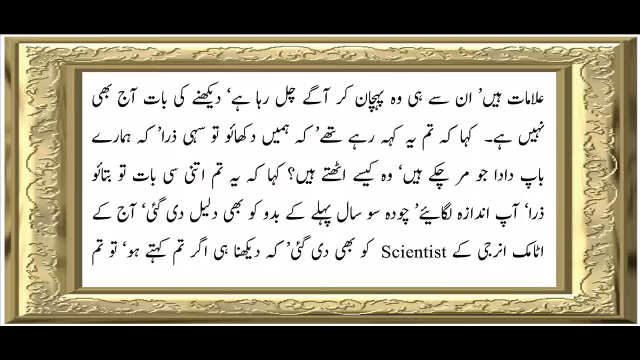 علامات ہیں’ ان سے ہی وہ پہچان کر آگے چل رہا ہے‘ دیکھنے کی بات آج بھی
نہیں ہے۔ کہا کہ تم یہ کہہ رہے تھے’ کہ ہمیں دکھائو تو سہی ذرا‘ کہ ہمارے
باپ دادا جو مر چکے ہیں‘ وہ کیسے اٹھتے ہیں؟ کہا کہ یہ تم اتنی سی بات تو بتائو
ذرا‘ آپ اندازہ لگائیے’ چودہ سو سال پہلے کے بدو کو بھی دلیل دی گئی‘ آج کے
اٹامک انرجی کے Scientist کو بھی دی گئی’ کہ دیکھنا ہی اگر تم کہتے ہو‘ تو تم